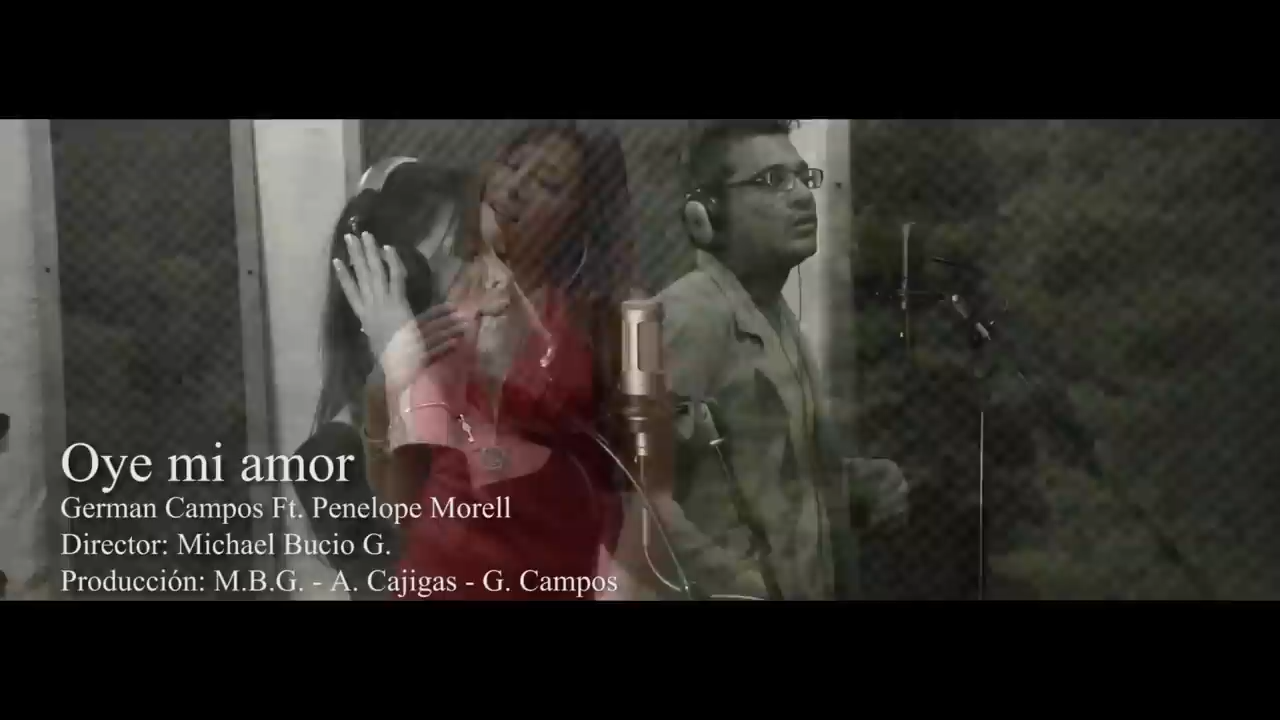 Oye mi amor
German Campos Ft. Penelope Morell
Director: Michael Bucio G.
Producción: M.B.G. - A. Cajigas - G. Campos